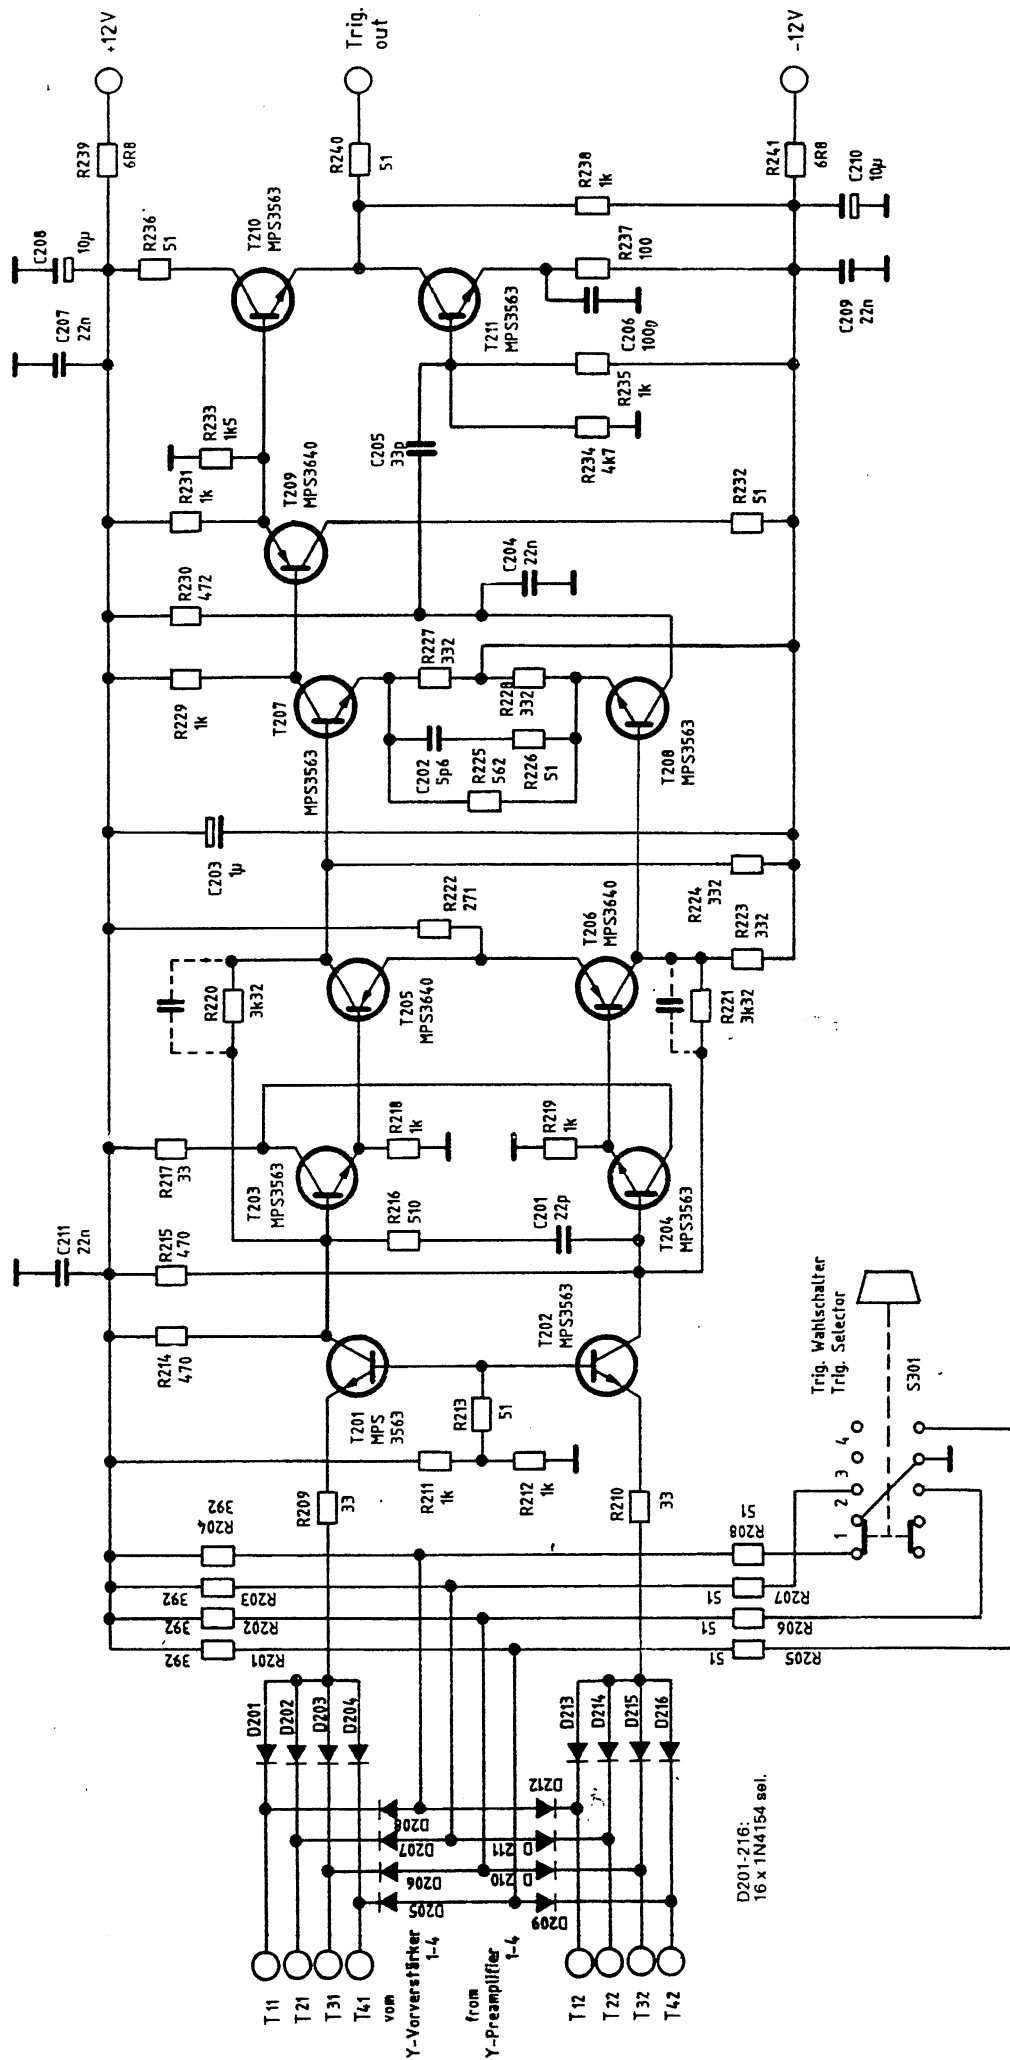 T11
T21
T31
T41
vom
Y-Vorverstärker
1-4
from
Y-Preamplifier
1-4
T12
T22
T32
T42
D201
D202
D203
D204
D208
D207
D206
D205
D212
D211
D210
D209
D213
D214
D215
D216
D201-216:
16 x 1N4154 sel.
R204
392
R203
392
R202
392
R201
392
R208
51
R207
51
R206
51
R205
51
R209
33
R210
33
R211
1k
R212
1k
R213
51
T201
MPS
3563
T202
MPS3563
R214
470
R215
470
C211
22n
R217
33
T203
MPS3563
R216
510
C201
22p
T204
MPS3563
R218
1k
R219
1k
R220
3k32
T205
MPS3640
T206
MPS3640
R221
3k32
R222
271
R223
332
R224
332
C203
1µ
MPS3563
T207
R229
1k
R230
472
C202
5p6
R225
562
R226
51
R227
332
R228
332
T208
MPS3563
C204
22n
R231
1k
T209
MPS3640
R232
51
R233
1k5
C205
33p
R234
4k7
R235
1k
C206
100p
R237
100
R238
1k
T211
MPS3563
T210
MPS3563
R236
51
C207
22n
C208
10µ
C209
22n
C210
10µ
R239
6R8
R240
51
R241
6R8
+12V
Trig.
out
-12V
Trig. Wahlschalter
Trig. Selector
S301
1
2
3
4